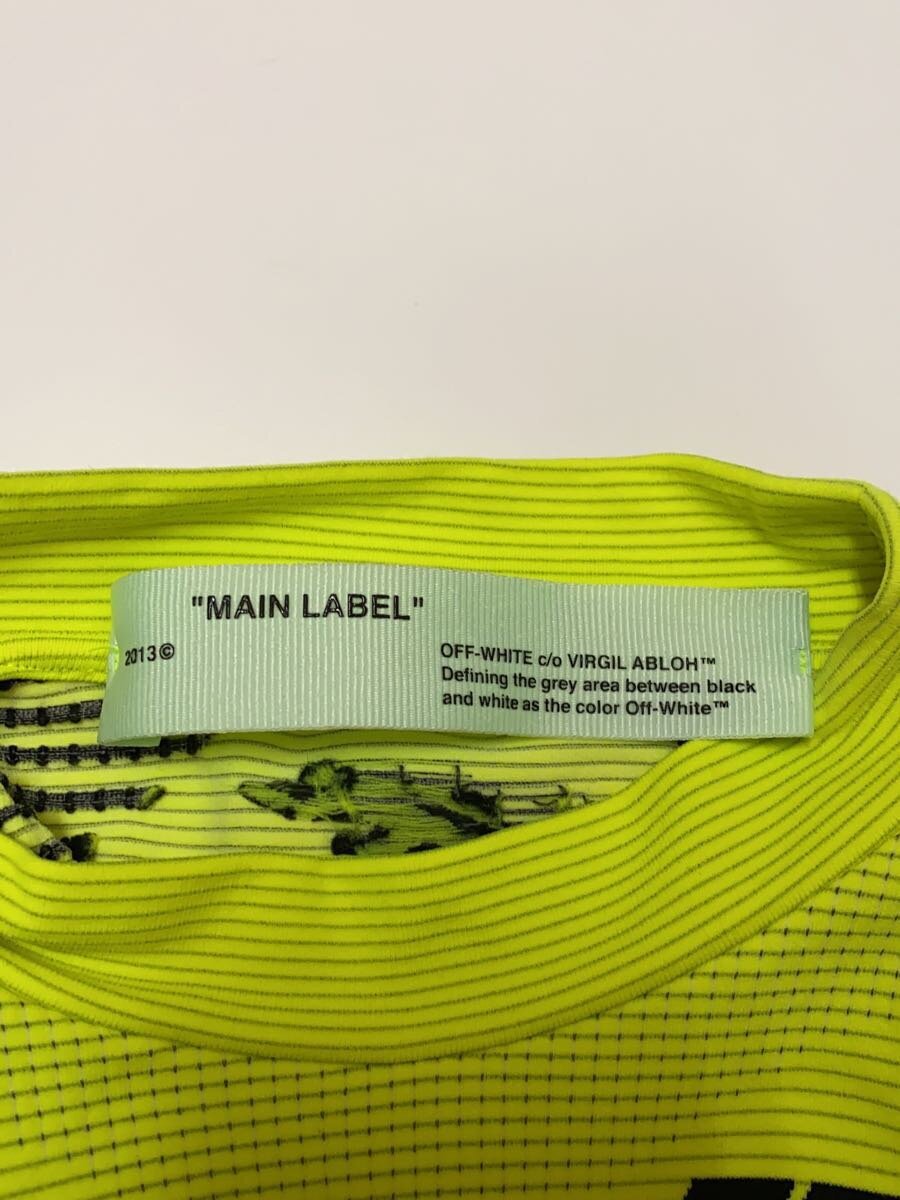 "MAIN LABEL"
2013©
OFF-WHITE c/o VIRGIL ABLOH™
Defining the grey area between black
and white as the color Off-White™